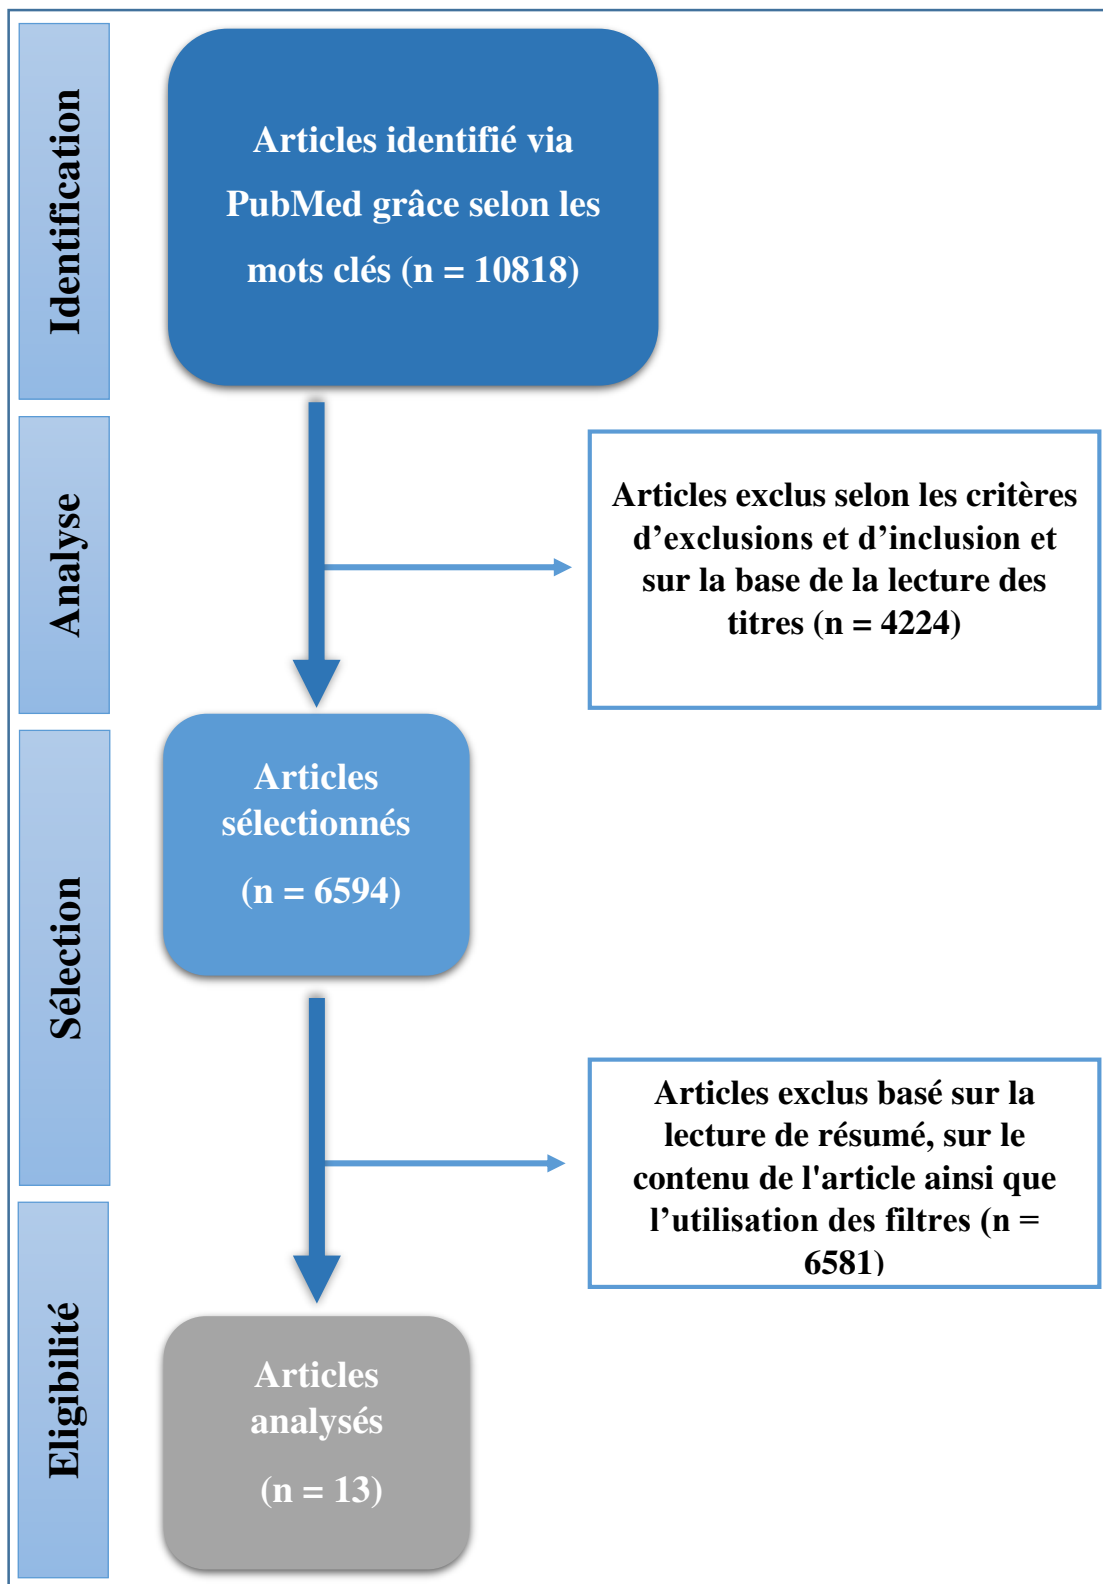 Identification
Articles identifié via
PubMed grâce selon les
mots clés (n = 10818)
Analyse
Articles exclus selon les critères
d’exclusions et d’inclusion et
sur la base de la lecture des
titres (n = 4224)
Sélection
Articles
sélectionnés
(n = 6594)
Articles exclus basé sur la
lecture de résumé, sur le
contenu de l'article ainsi que
l’utilisation des filtres (n =
6581)
Eligibilité
Articles
analysés
(n = 13)